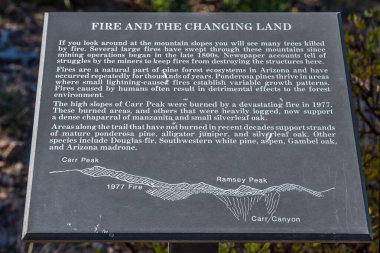 FIRE AND THE CHANGING LAND
If you look around at the mountain slopes you will see many trees killed
by fire. Several large fires have swept through these mountains since
mining operations began in the late 1800s. Newspaper accounts tell of
struggles by the miners to keep fires from destroying the structures here.
Fires are a natural part of pine forest ecosystems in Arizona and have
occurred repeatedly for thousands of years. Ponderosa pines thrive in areas
where small lightning-caused fires establish variable growth patterns.
Fires caused by humans often result in detrimental effects to the forest
environment.
The high slopes of Carr Peak were burned by a devastating fire in 1977.
These burned areas, and others that were heavily logged, now support
a dense chaparral of manzanita and small silverleaf oak.
Areas along the trail that have not burned in recent decades support strands
of mature ponderosa pine, alligator juniper, and silverleaf oak. Other
species include Douglas-fir, Southwestern white pine, aspen, Gambel oak,
and Arizona madrone.
Carr Peak
1977 Fire
Ramsey Peak
Carr Canyon